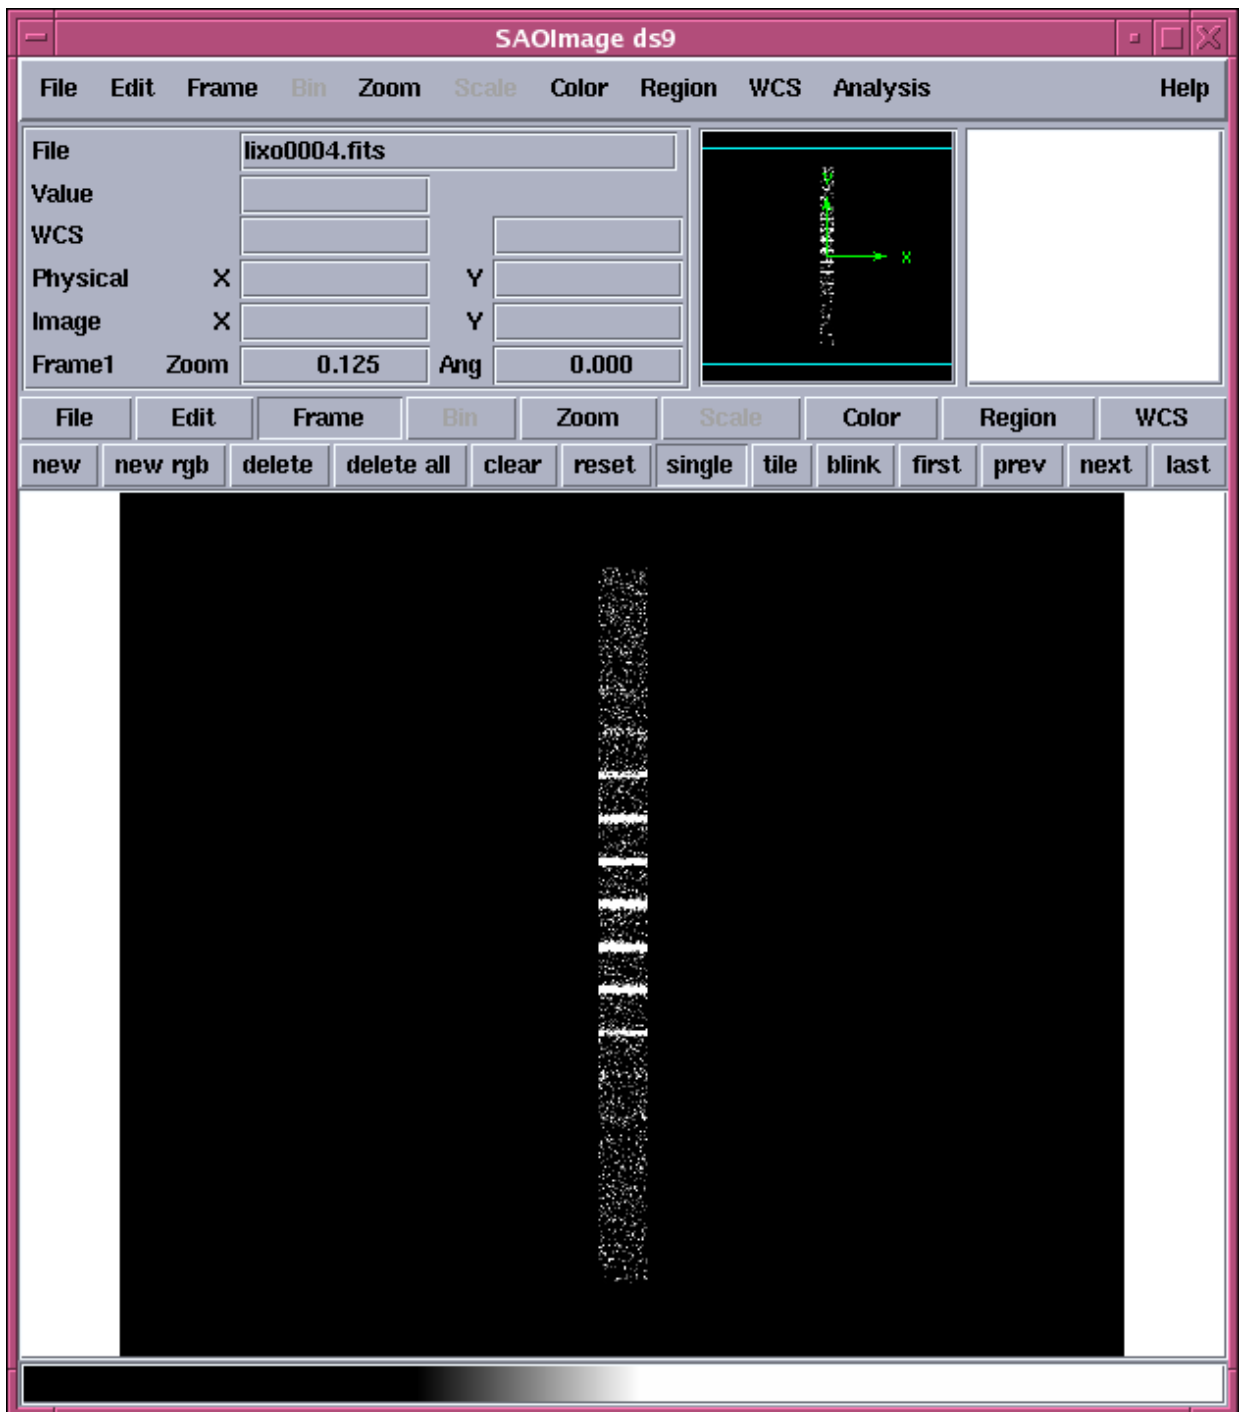 SAOImage ds9
File Edit Frame Bin Zoom Scale Color Region WCS Analysis Help
File lixo0004.fits
Value
WCS
Physical X Y
Image X Y
Frame1 Zoom 0.125 Ang 0.000
Y
X
File Edit Frame Bin Zoom Scale Color Region WCS
new new rgb delete delete all clear reset single tile blink first prev next last